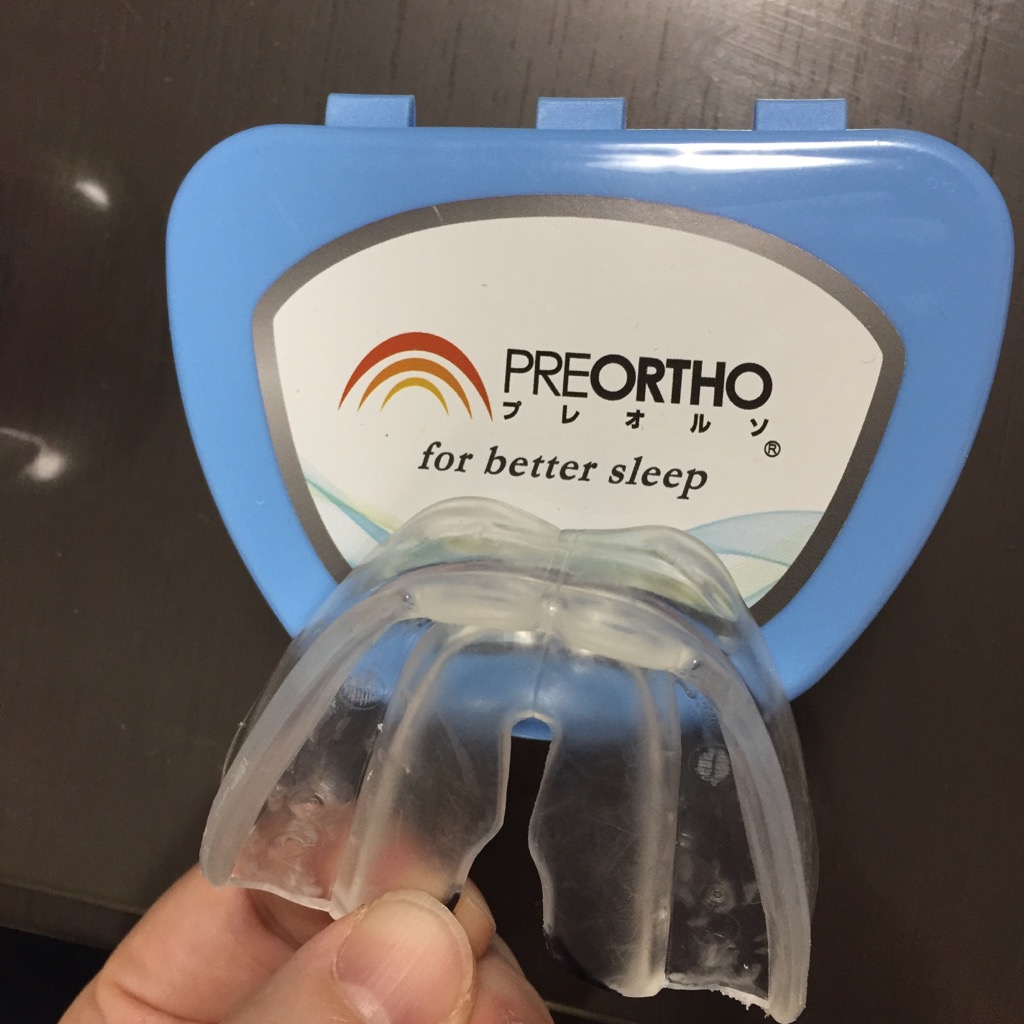 PREORTHO
プレオルソ
®
for better sleep